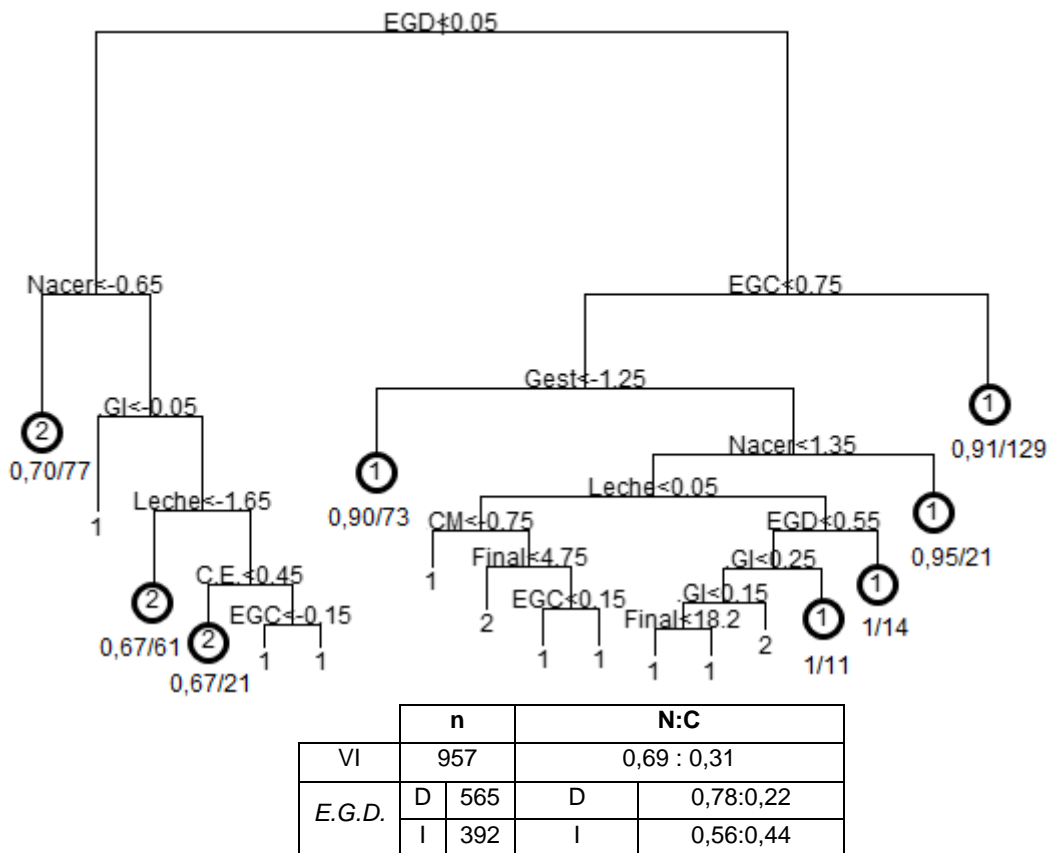 EGD<0.05
Nacer<-0.65
EGC<0.75
Gest<-1.25
2
.GI<-0.05
1
0,91/129
0,70/77
Nacer<1.35
1
Leche<-1.65
1
0,90/73
Leche<0.05
1
0,95/21
CM<-0.75
EGD<0.55
1
Final<4.75
.GI<0.25
1
1/14
C.E.<0.45
2
0,67/61
2
EGC<0.15
.GI<0.15
1
1/11
EGC<-0.15
2
0,67/21
Final<18.2
2
1 1
1 1
1 1
n N:C
VI 957 0,69 : 0,31
E.G.D. D 565 D 0,78:0,22
I 392 I 0,56:0,44